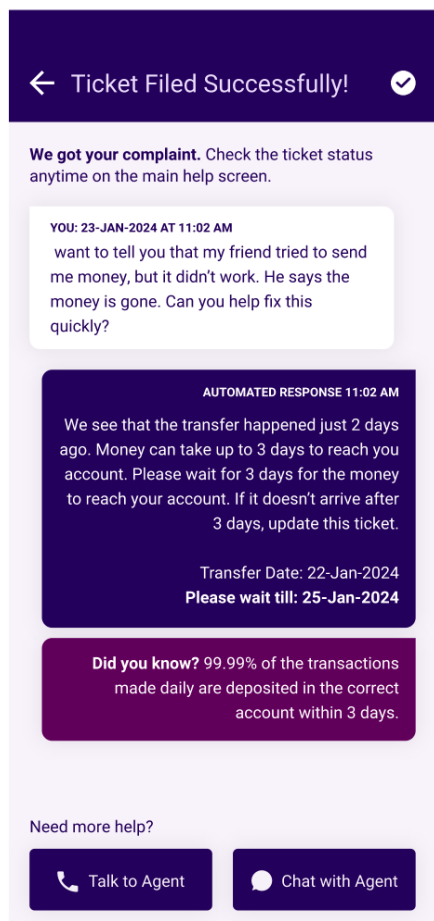 Ticket Filed Successfully!
We got your complaint. Check the ticket status
anytime on the main help screen.
YOU: 23-JAN-2024 AT 11:02 AM
want to tell you that my friend tried to send
me money, but it didn’t work. He says the
money is gone. Can you help fix this
quickly?
AUTOMATED RESPONSE 11:02 AM
We see that the transfer happened just 2 days
ago. Money can take up to 3 days to reach you
account. Please wait for 3 days for the money
to reach your account. If it doesn’t arrive after
3 days, update this ticket.
Transfer Date: 22-Jan-2024
Please wait till: 25-Jan-2024
Did you know? 99.99% of the transactions
made daily are deposited in the correct
account within 3 days.
Need more help?
Talk to Agent
Chat with Agent